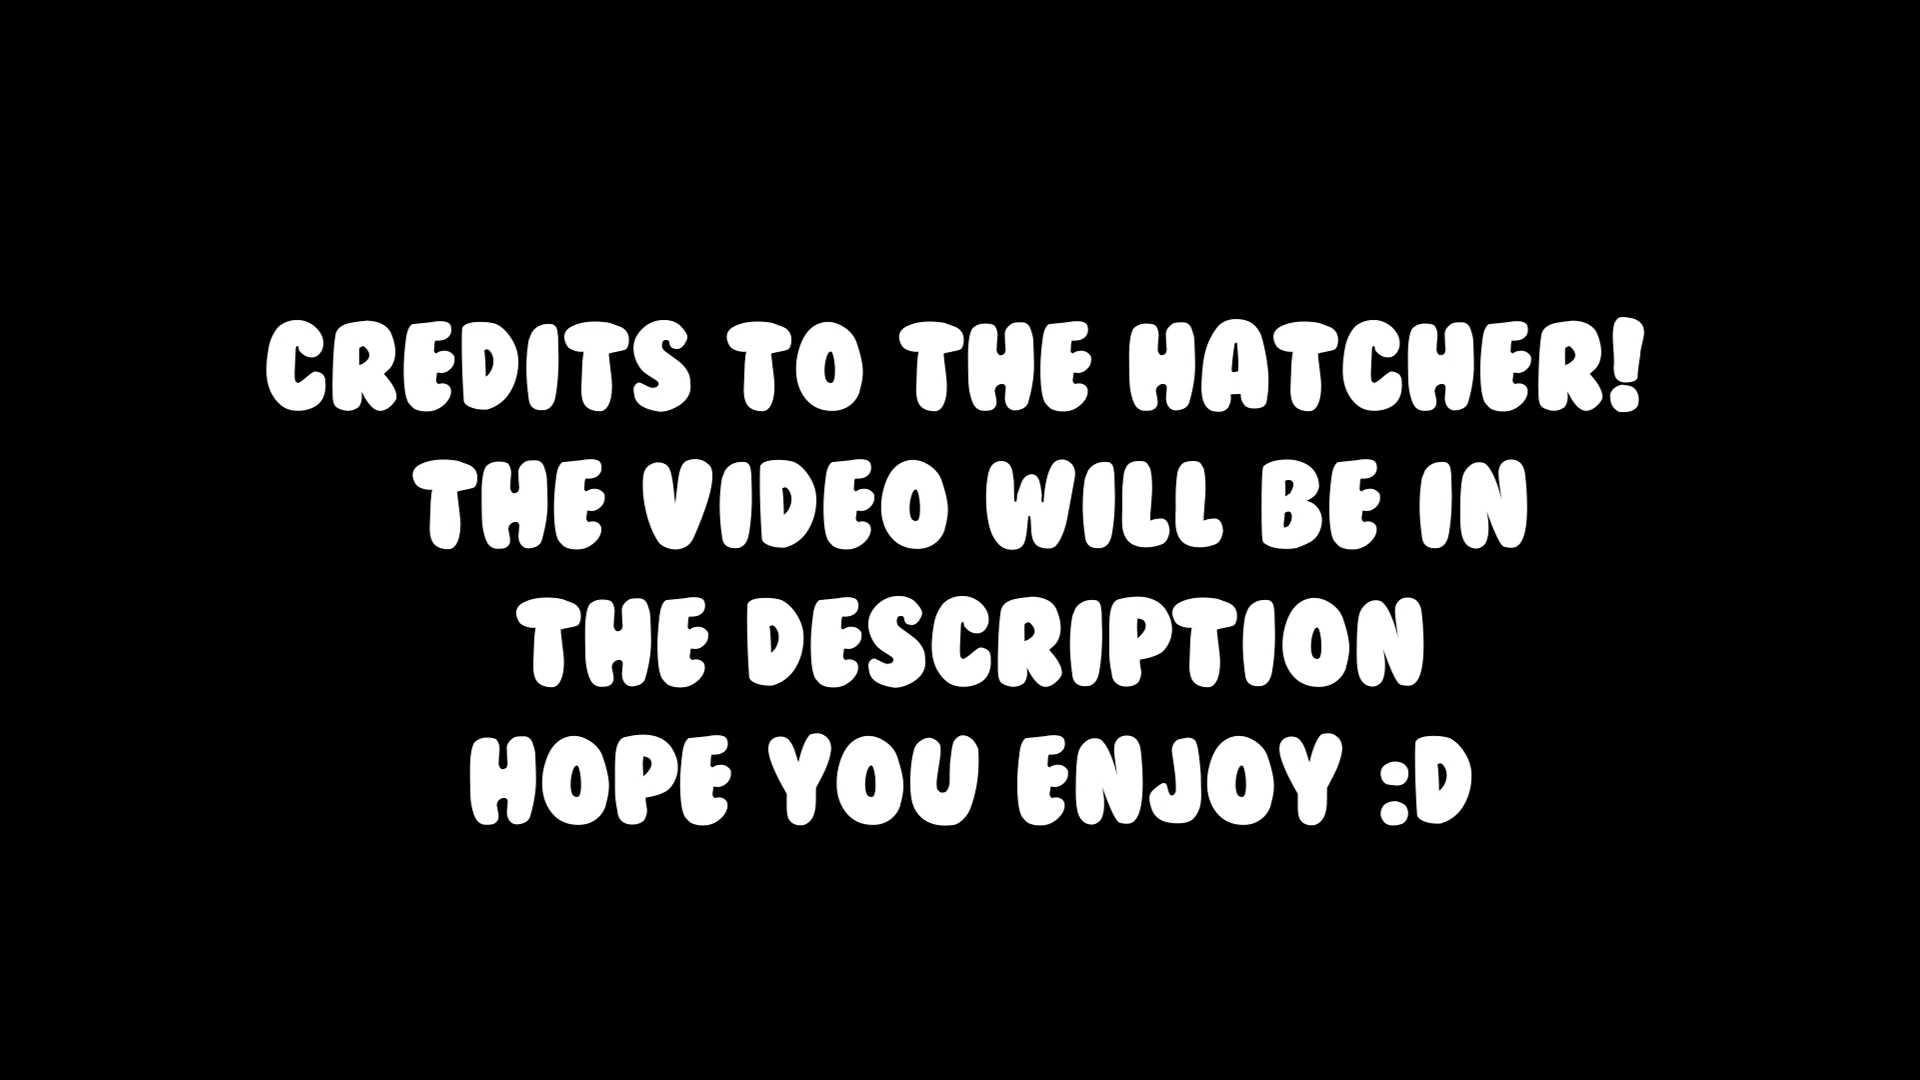 CREDITS TO THE HATCHER!
THE VIDEO WILL BE IN
THE DESCRIPTION
HOPE YOU ENJOY :D